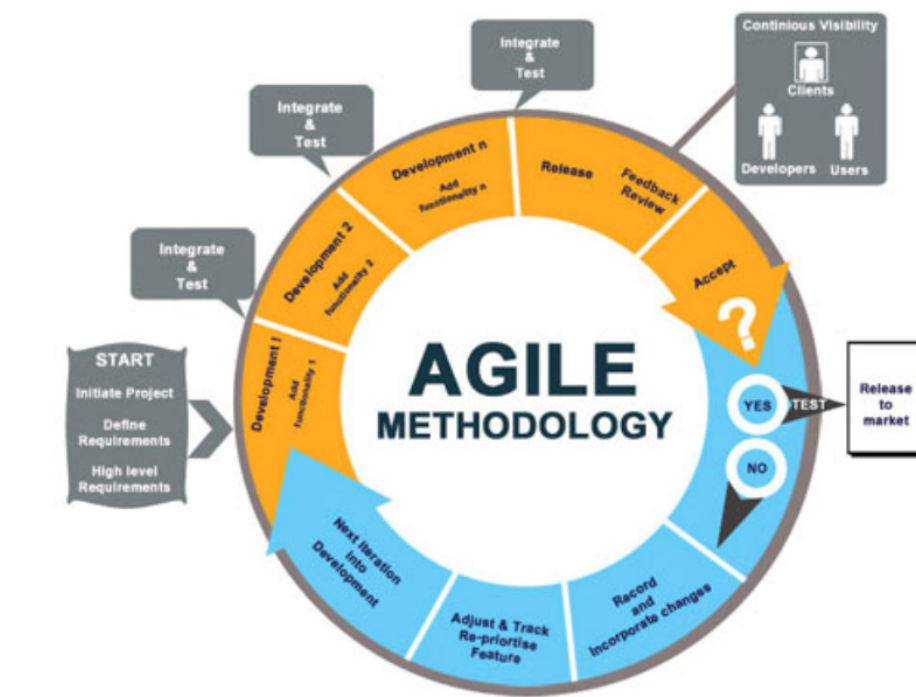 Continious Visibility
Clients
Developers
Users
Integrate
&
Test
Integrate
&
Test
Integrate
&
Test
START
Initiate Project
Define
Requirements
High level
Requirements
Development 1
Add
functionality 1
Development 2
Add
functionality 2
Development n
Add
functionality n
Release
Feedback
Review
Accept
?
YES
TEST
Release
to
market
NO
Record
and
Incorporate changes
Adjust & Track
Re-prioritise
Feature
Next iteration
into
Development
AGILE
METHODOLOGY